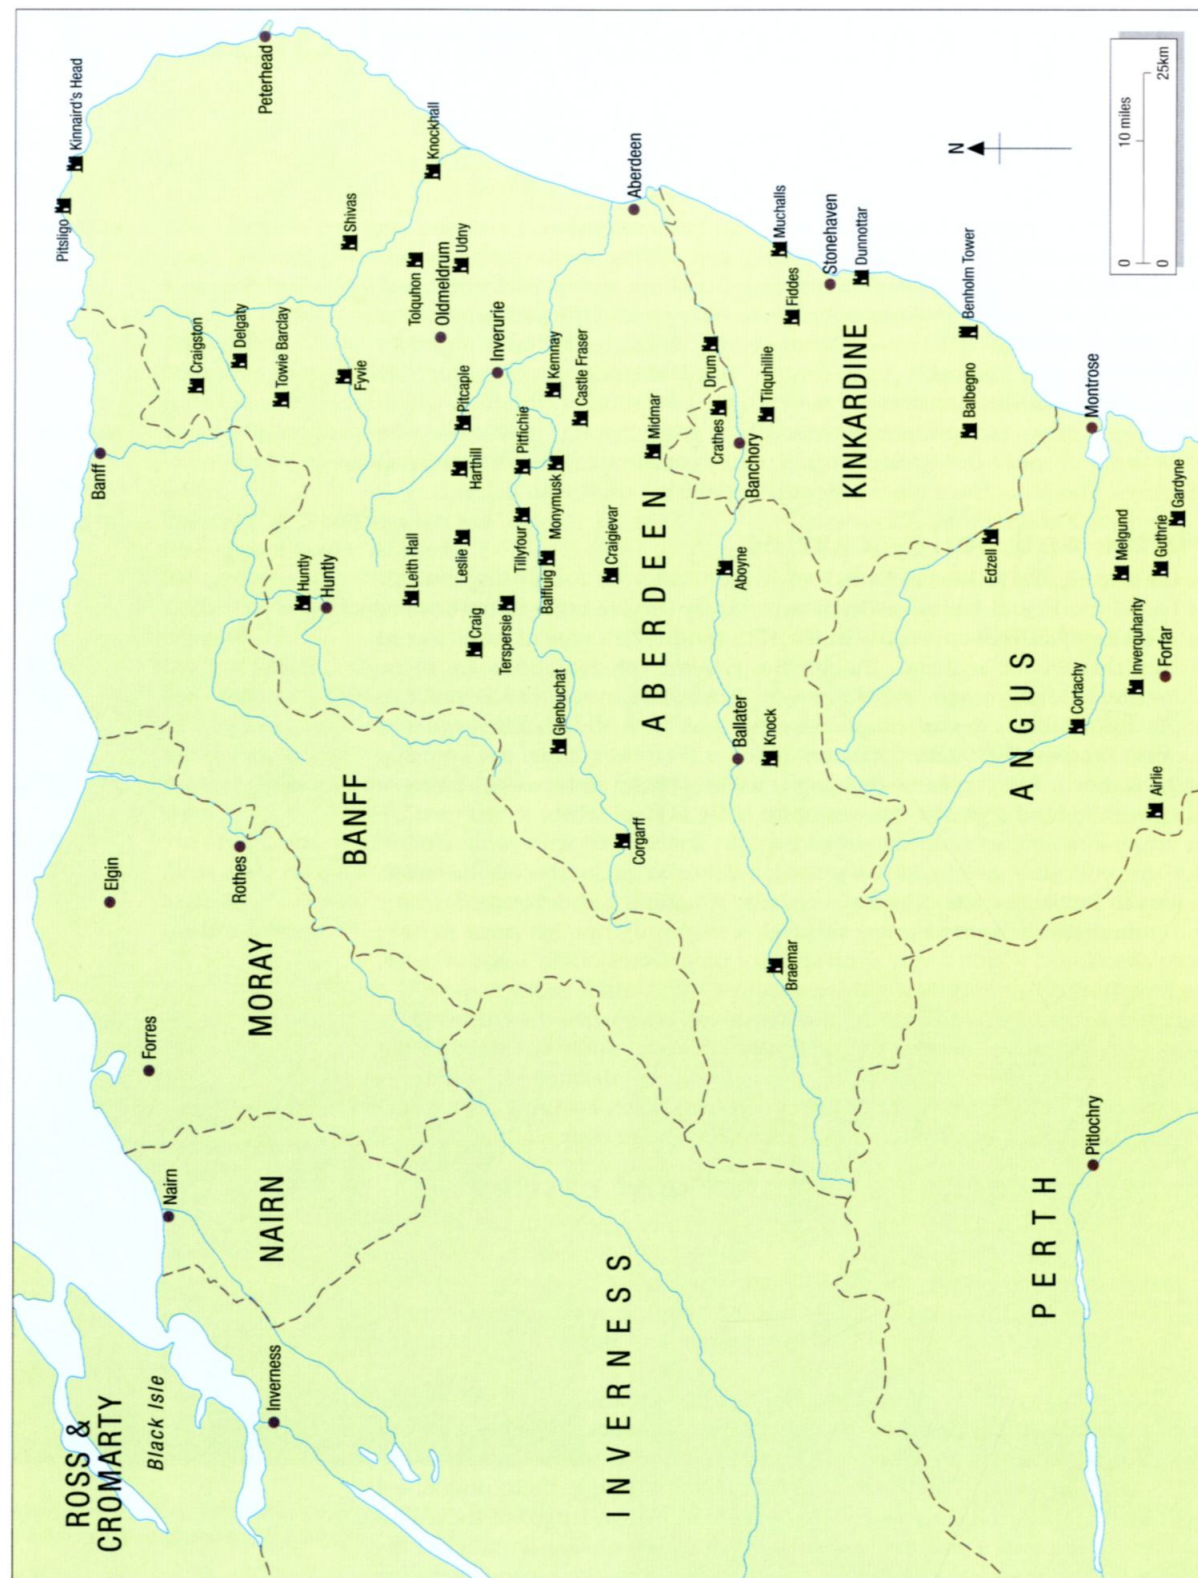 ROSS &
CROMARTY
Black Isle
Inverness
Nairn
NAIRN
Forres
Elgin
MORAY
Rothes
BANFF
Banff
INVERNESS
Huntly
Huntly
Craigston
Delgaty
Towie Barclay
Pitsligo
Kinnaird's Head
Peterhead
Fyvie
Shivas
Knockhall
Tolquhon
Oldmeldrum
Udny
Leith Hall
Leslie
Harthill
Pitcaple
Inverurie
Craig
Terspersie
Tillyfour
Pitfichie
Kemnay
Glenbuchat
Balfluig
Monymusk
Castle Fraser
Corgarff
Craigievar
ABERDEEN
Midmar
Aberdeen
Braemar
Ballater
Knock
Aboyne
Banchory
Crathes
Drum
Tilquhillie
Muchalls
Fiddes
Stonehaven
Dunnottar
KINKARDINE
Balbegno
Benholm Tower
Edzell
ANGUS
Montrose
Cortachy
Inverquharity
Melgund
Airlie
Forfar
Guthrie
Gardyne
PERTH
Pitlochry
N
0
10 miles
0
25km